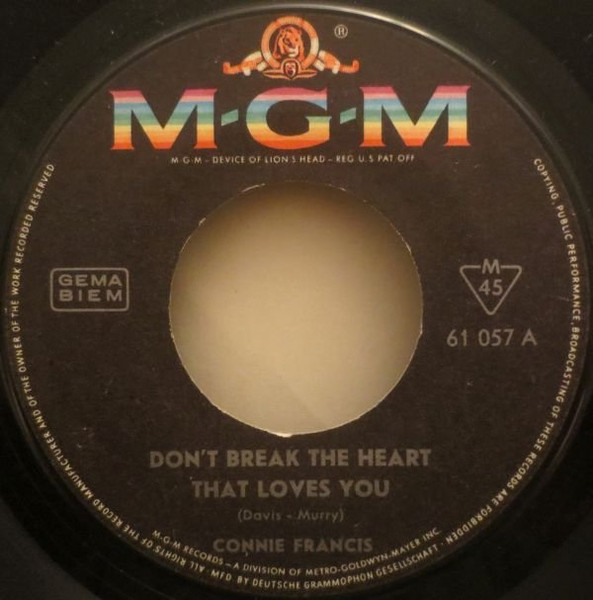 ®
M·G·M
M·G·M – DEVICE OF LION'S HEAD – REG U.S PAT OFF
GEMA
BIEM
M
45
61 057 A
DON'T BREAK THE HEART
THAT LOVES YOU
(Davis - Murry)
CONNIE FRANCIS
M·G·M RECORDS – A DIVISION OF METRO-GOLDWYN-MAYER INC.
ALL RIGHTS OF THE RECORD MANUFACTURER AND OF THE OWNER OF THE WORK RECORDED RESERVED
COPYING, PUBLIC PERFORMANCE, BROADCASTING OF THESE RECORDS ARE FORBIDDEN
MFD BY DEUTSCHE GRAMMOPHON GESELLSCHAFT